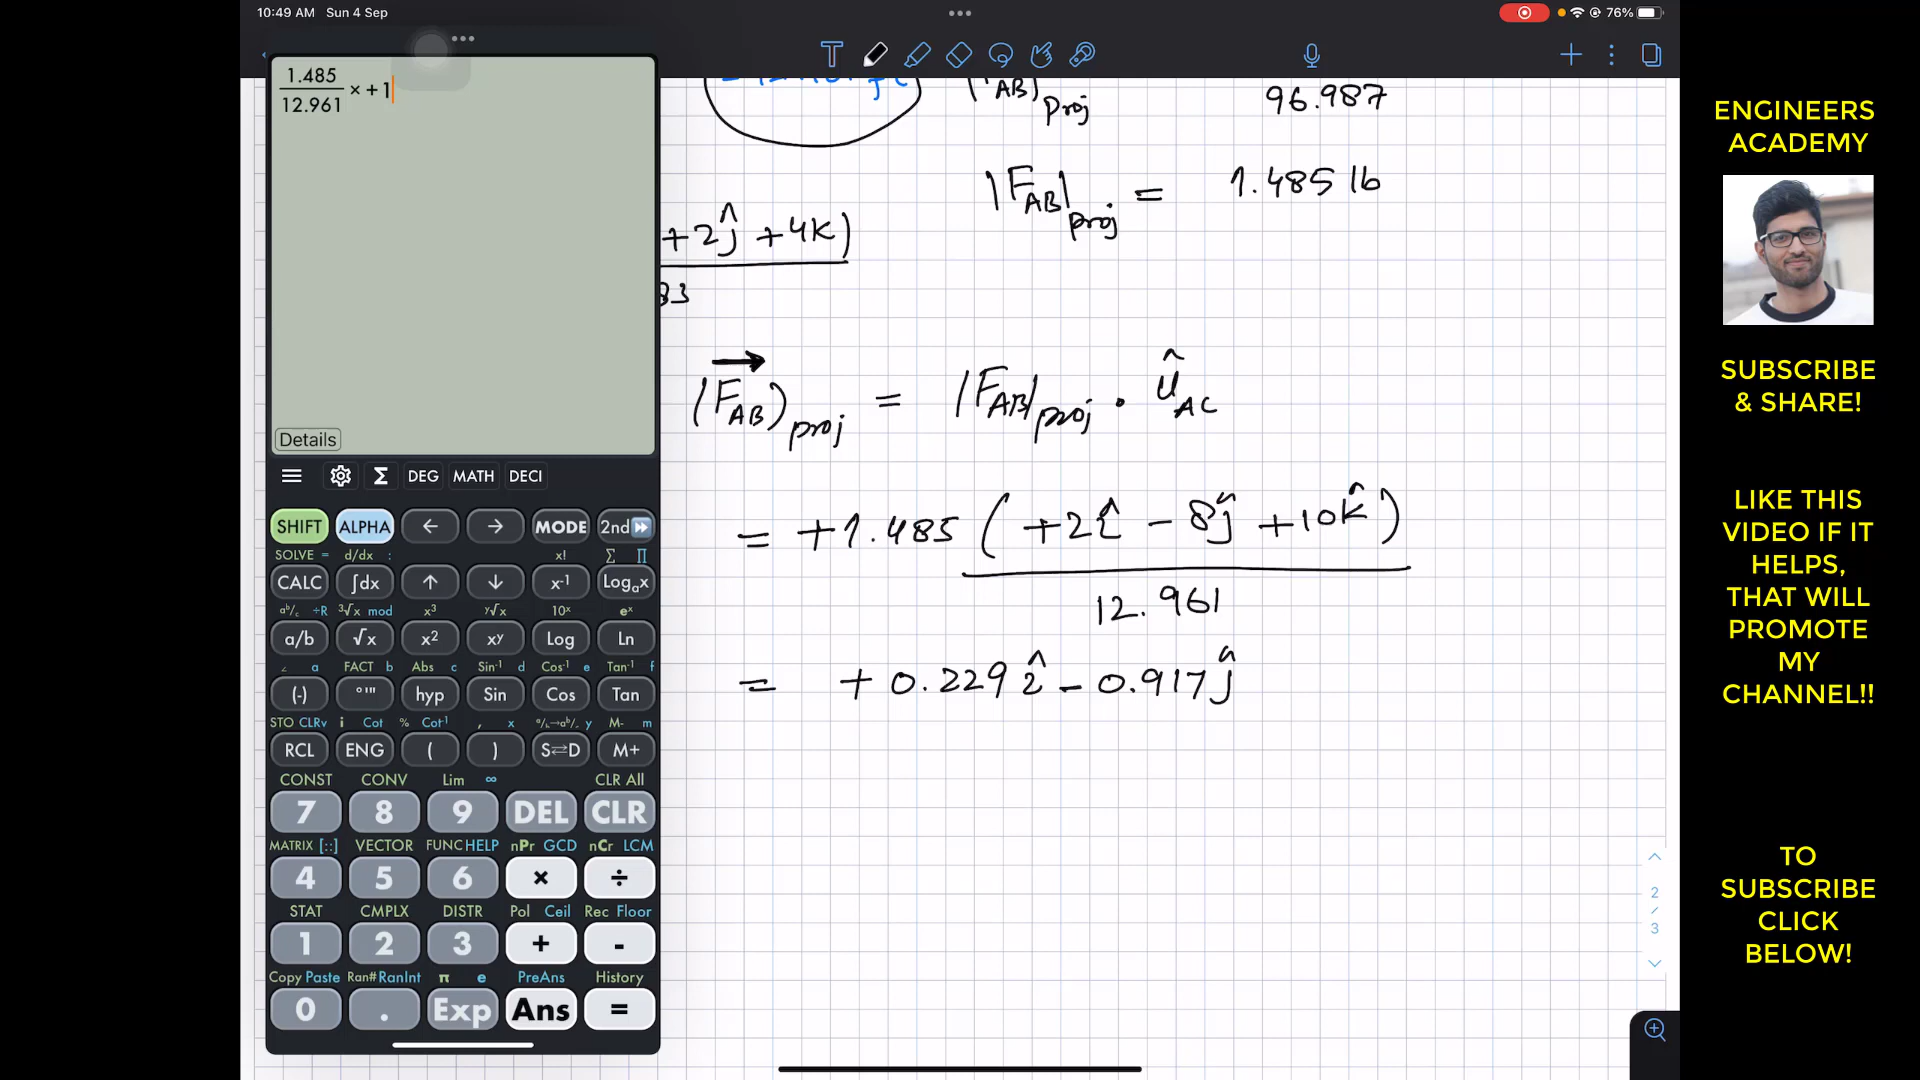 10:49 AM Sun 4 Sep
76%
1.485
12.961
× +1
Details
DEG MATH DECI
SHIFT ALPHA ← → MODE 2nd
SOLVE = d/dx : x! ∑ ∏
CALC ∫dx ↑ ↓ x⁻¹ Logₐx
aᵇ/c ÷R ³√x mod x³ ʸ√x 10ˣ eˣ
a/b √x x² xʸ Log Ln
∠ a FACT b Abs c Sin⁻¹ d Cos⁻¹ e Tan⁻¹ f
(-) °'" hyp Sin Cos Tan
STO CLRv i Cot % Cot⁻¹ , x y M- m
RCL ENG ( ) S⇄D M+
CONST CONV Lim ∞ CLR All
7 8 9 DEL CLR
MATRIX [::] VECTOR FUNC HELP nPr GCD nCr LCM
4 5 6 × ÷
STAT CMPLX DISTR Pol Ceil Rec Floor
1 2 3 + -
Copy Paste Ran# RanInt π e PreAns History
0 . Exp Ans =
|F_AB|proj
96.987
|F_AB|proj = 1.485 lb
+2ĵ +4K)
83
(F⃗_AB)proj = |F_AB|proj · û_AC
= +1.485 (+2î - 8ĵ +10k̂)
12.961
= +0.229 î - 0.917 ĵ
2
/
3
ENGINEERS
ACADEMY
SUBSCRIBE
& SHARE!
LIKE THIS
VIDEO IF IT
HELPS,
THAT WILL
PROMOTE
MY
CHANNEL!!
TO
SUBSCRIBE
CLICK
BELOW!